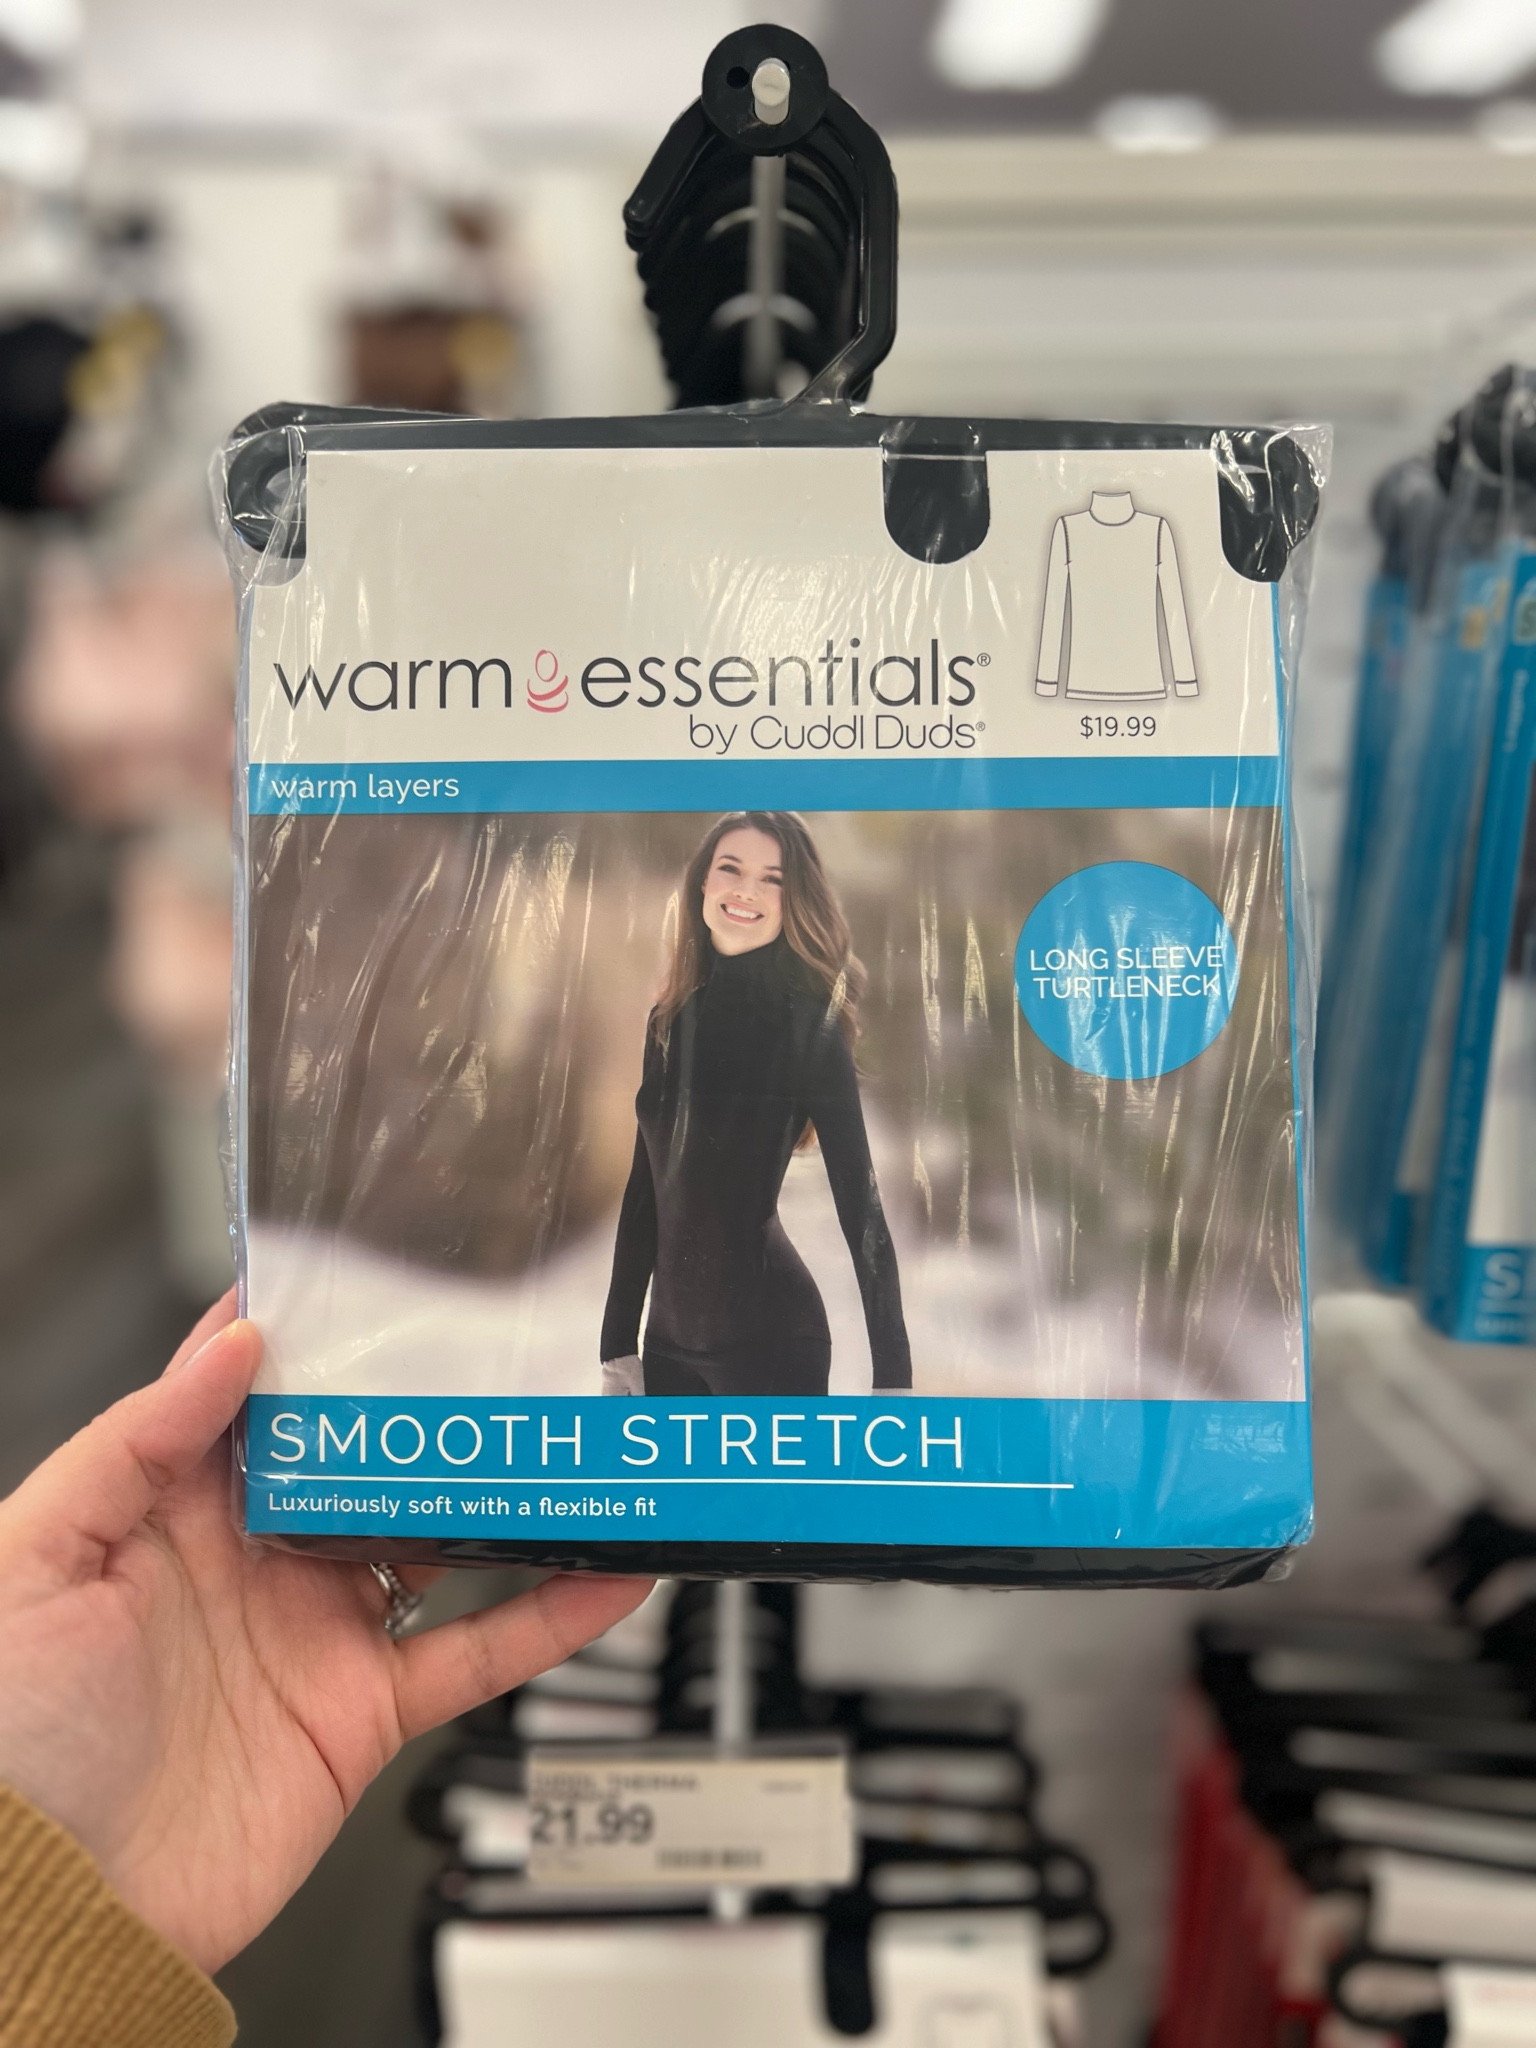 warm essentials®
by Cuddl Duds®
$19.99
warm layers
LONG SLEEVE
TURTLENECK
SMOOTH STRETCH
Luxuriously soft with a flexible fit
21.99